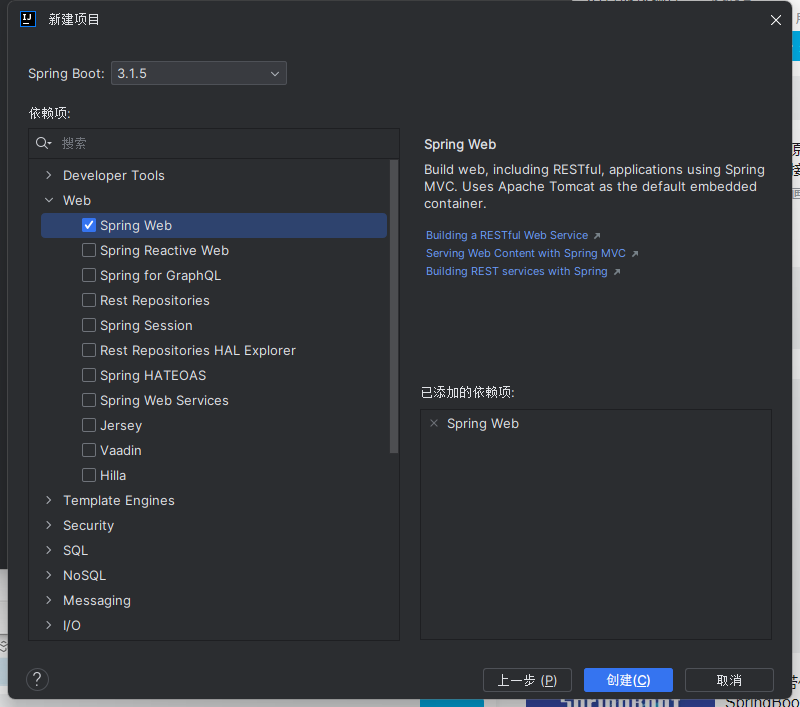 新建项目
Spring Boot: 3.1.5
依赖项:
搜索
Developer Tools
Web
Spring Web
Spring Reactive Web
Spring for GraphQL
Rest Repositories
Spring Session
Rest Repositories HAL Explorer
Spring HATEOAS
Spring Web Services
Jersey
Vaadin
Hilla
Template Engines
Security
SQL
NoSQL
Messaging
I/O
Spring Web
Build web, including RESTful, applications using Spring
MVC. Uses Apache Tomcat as the default embedded
container.
Building a RESTful Web Service ↗
Serving Web Content with Spring MVC ↗
Building REST services with Spring ↗
已添加的依赖项:
× Spring Web
?
上一步 (P)
创建(C)
取消